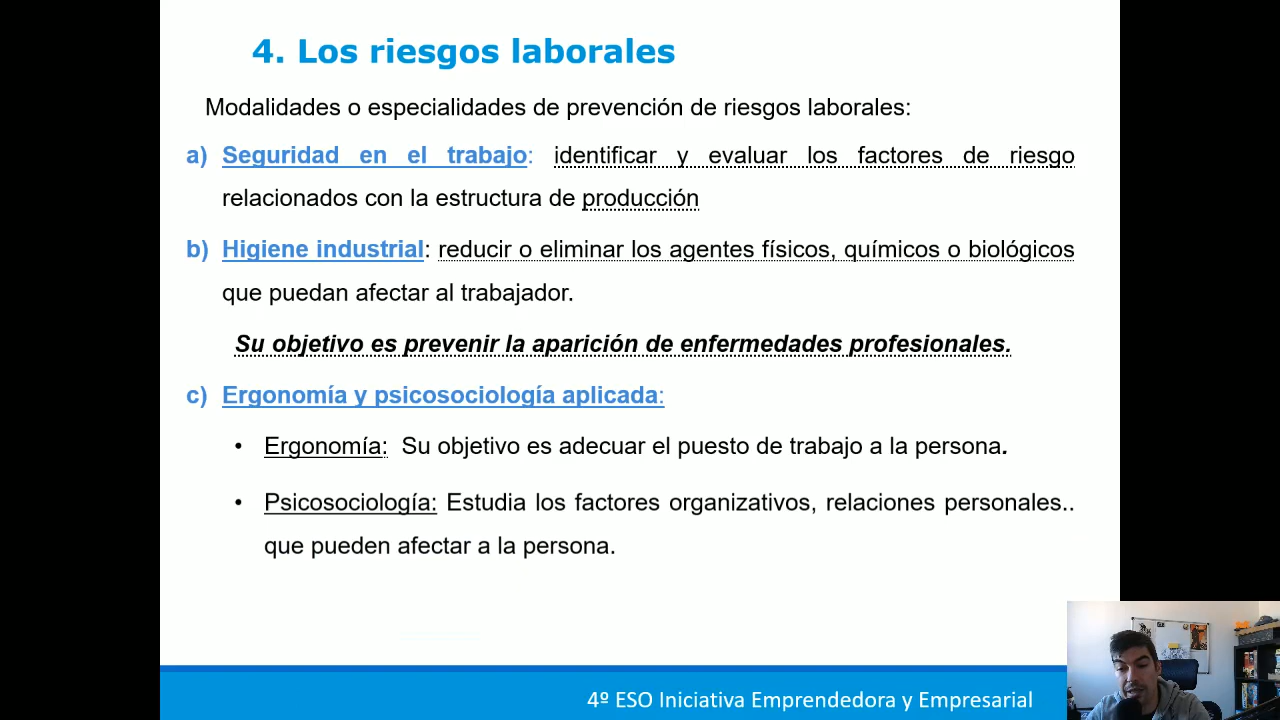 4. Los riesgos laborales
Modalidades o especialidades de prevención de riesgos laborales:
a) Seguridad en el trabajo: identificar y evaluar los factores de riesgo
relacionados con la estructura de producción
b) Higiene industrial: reducir o eliminar los agentes físicos, químicos o biológicos
que puedan afectar al trabajador.
Su objetivo es prevenir la aparición de enfermedades profesionales.
c) Ergonomía y psicosociología aplicada:
• Ergonomía: Su objetivo es adecuar el puesto de trabajo a la persona.
• Psicosociología: Estudia los factores organizativos, relaciones personales..
que pueden afectar a la persona.
4º ESO Iniciativa Emprendedora y Empresarial